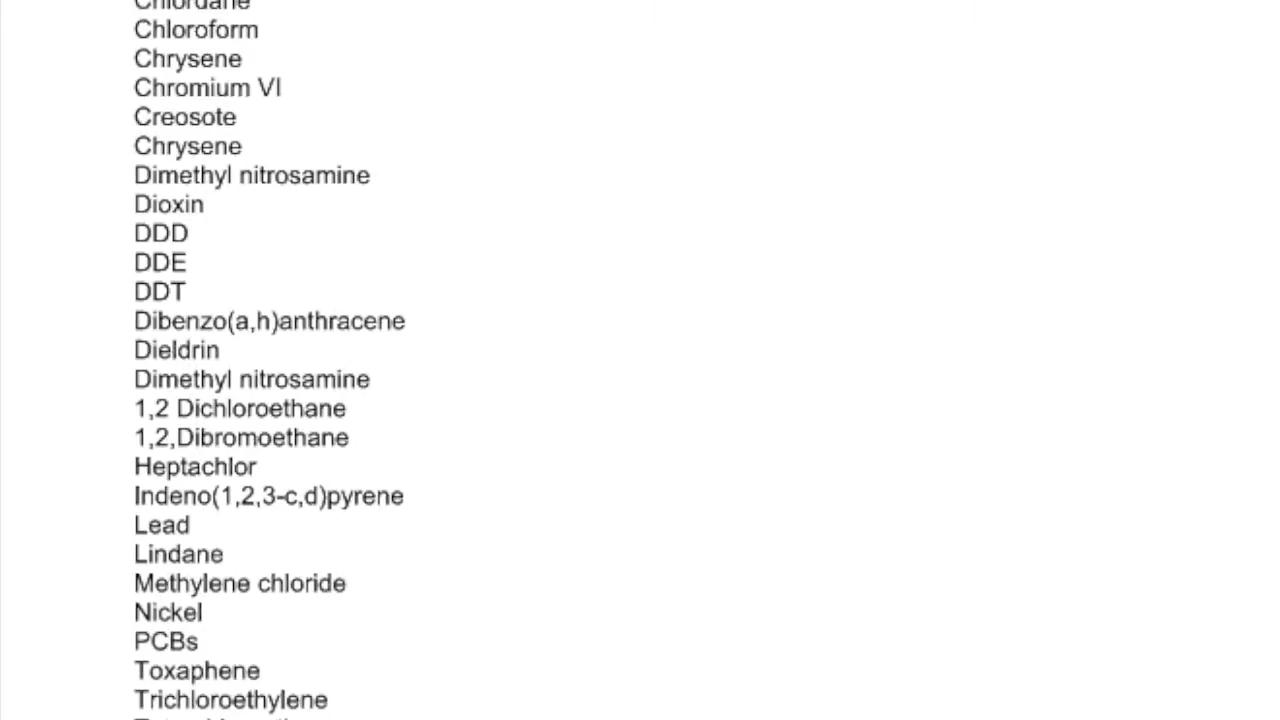 Chlordane
Chloroform
Chrysene
Chromium VI
Creosote
Chrysene
Dimethyl nitrosamine
Dioxin
DDD
DDE
DDT
Dibenzo(a,h)anthracene
Dieldrin
Dimethyl nitrosamine
1,2 Dichloroethane
1,2,Dibromoethane
Heptachlor
Indeno(1,2,3-c,d)pyrene
Lead
Lindane
Methylene chloride
Nickel
PCBs
Toxaphene
Trichloroethylene